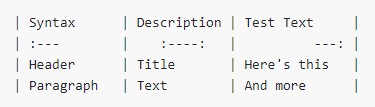 | Syntax      | Description | Test Text     |
| :---        |    :----:   |          ---: |
| Header      | Title       | Here's this   |
| Paragraph   | Text        | And more      |